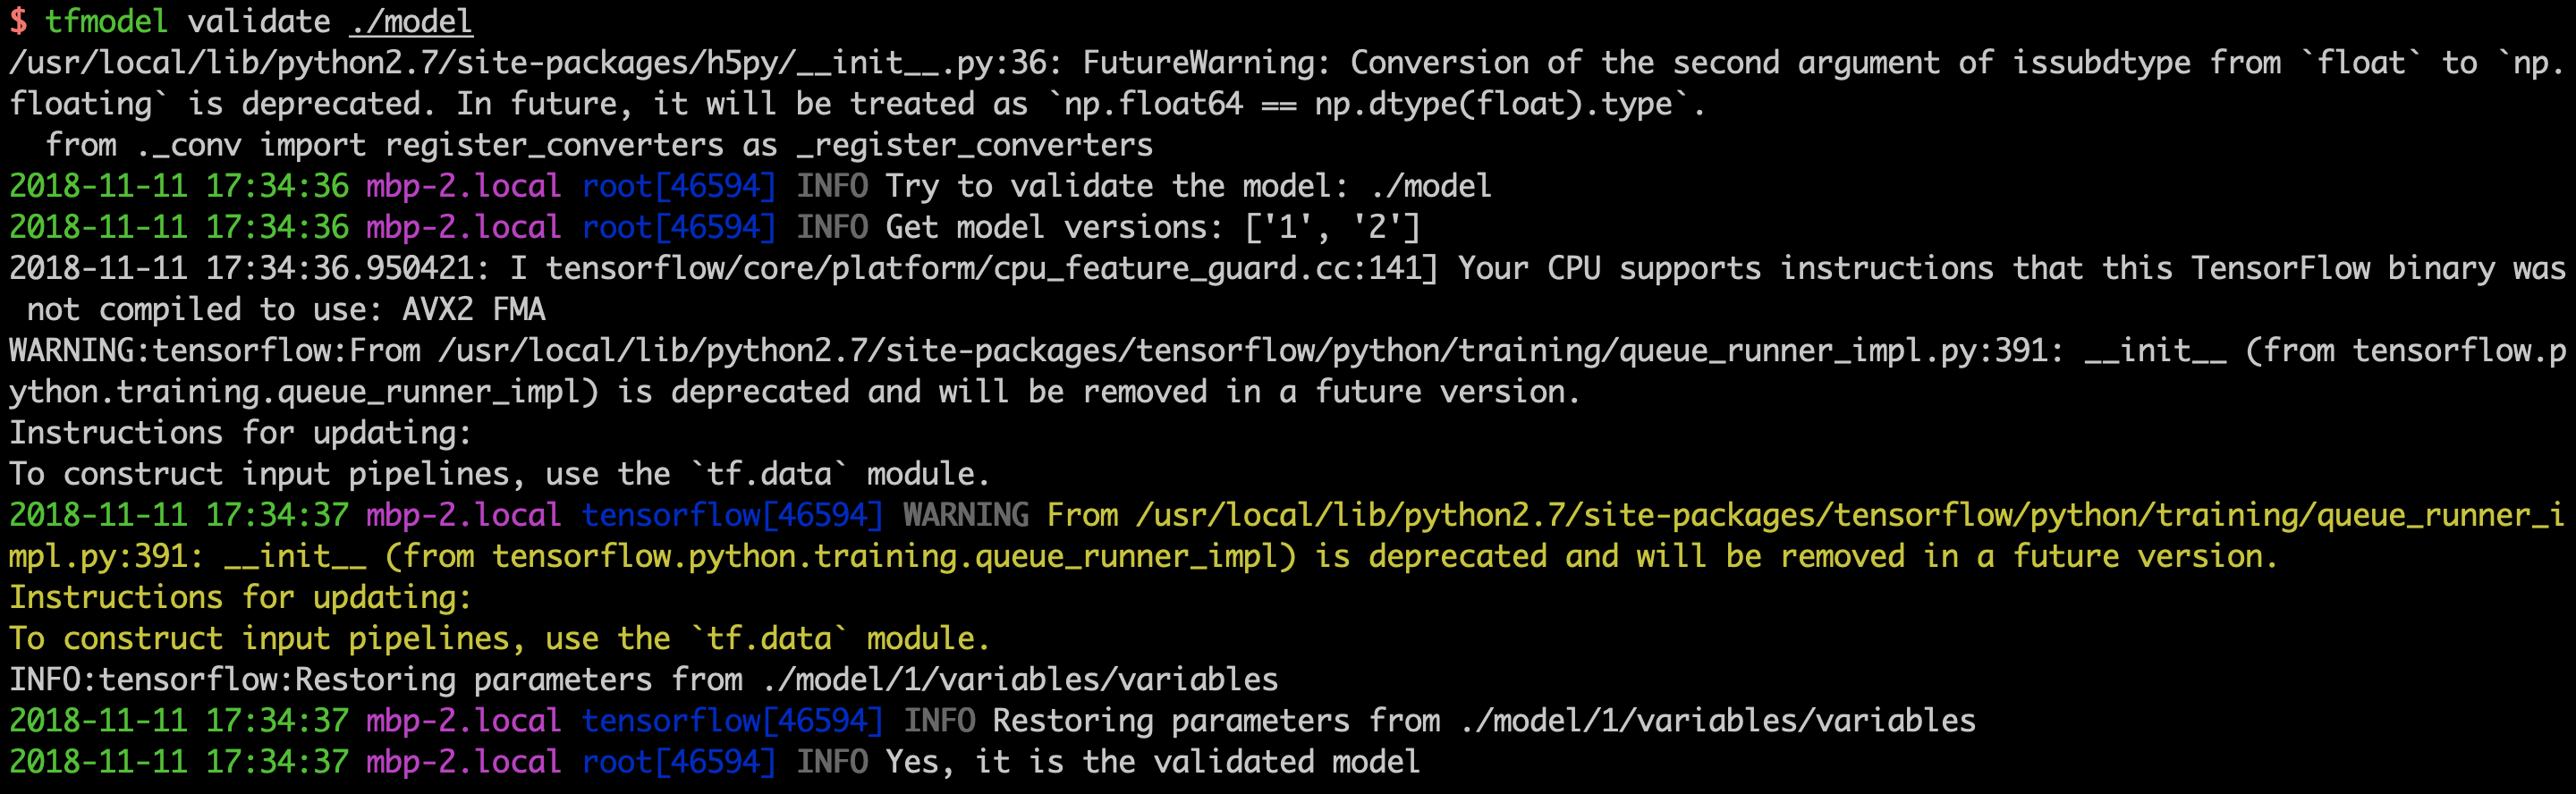 $ tfmodel validate ./model
/usr/local/lib/python2.7/site-packages/h5py/__init__.py:36: FutureWarning: Conversion of the second argument of issubdtype from `float` to `np.
floating` is deprecated. In future, it will be treated as `np.float64 == np.dtype(float).type`.
  from ._conv import register_converters as _register_converters
2018-11-11 17:34:36 mbp-2.local root[46594] INFO Try to validate the model: ./model
2018-11-11 17:34:36 mbp-2.local root[46594] INFO Get model versions: ['1', '2']
2018-11-11 17:34:36.950421: I tensorflow/core/platform/cpu_feature_guard.cc:141] Your CPU supports instructions that this TensorFlow binary was
 not compiled to use: AVX2 FMA
WARNING:tensorflow:From /usr/local/lib/python2.7/site-packages/tensorflow/python/training/queue_runner_impl.py:391: __init__ (from tensorflow.p
ython.training.queue_runner_impl) is deprecated and will be removed in a future version.
Instructions for updating:
To construct input pipelines, use the `tf.data` module.
2018-11-11 17:34:37 mbp-2.local tensorflow[46594] WARNING From /usr/local/lib/python2.7/site-packages/tensorflow/python/training/queue_runner_i
mpl.py:391: __init__ (from tensorflow.python.training.queue_runner_impl) is deprecated and will be removed in a future version.
Instructions for updating:
To construct input pipelines, use the `tf.data` module.
INFO:tensorflow:Restoring parameters from ./model/1/variables/variables
2018-11-11 17:34:37 mbp-2.local tensorflow[46594] INFO Restoring parameters from ./model/1/variables/variables
2018-11-11 17:34:37 mbp-2.local root[46594] INFO Yes, it is the validated model